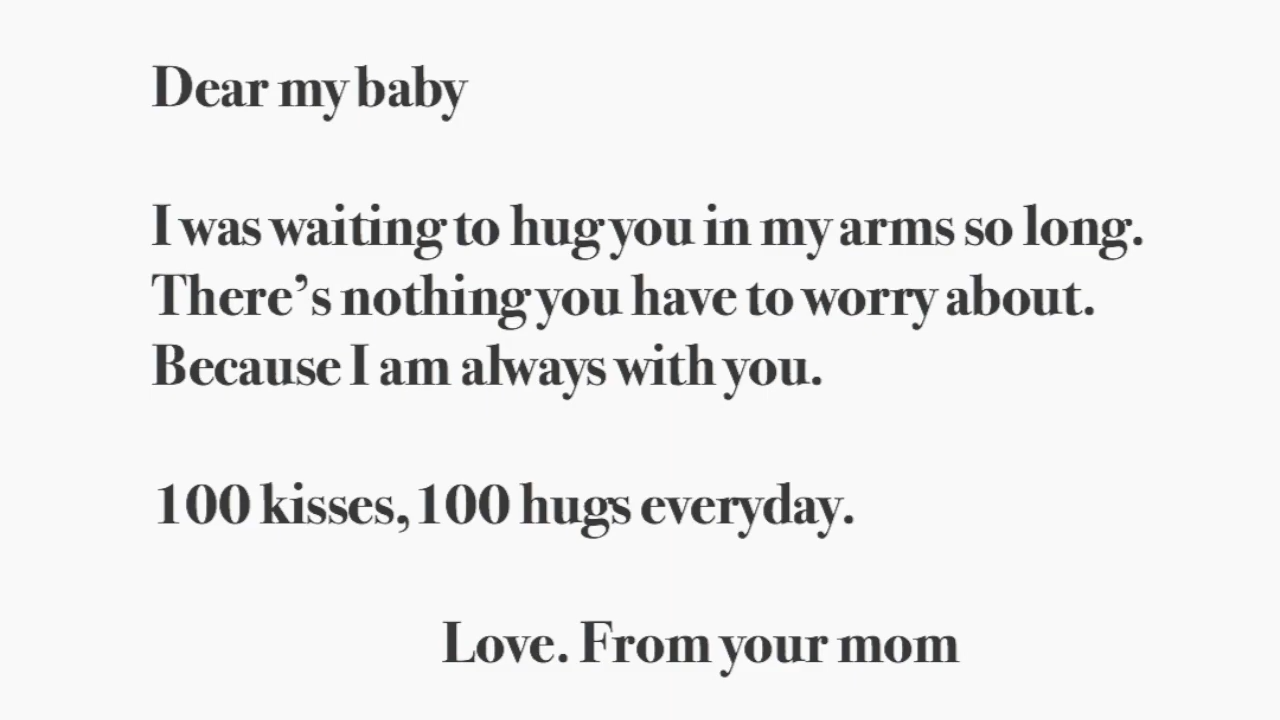 Dear my baby
I was waiting to hug you in my arms so long.
There’s nothing you have to worry about.
Because I am always with you.
100 kisses, 100 hugs everyday.
Love. From your mom